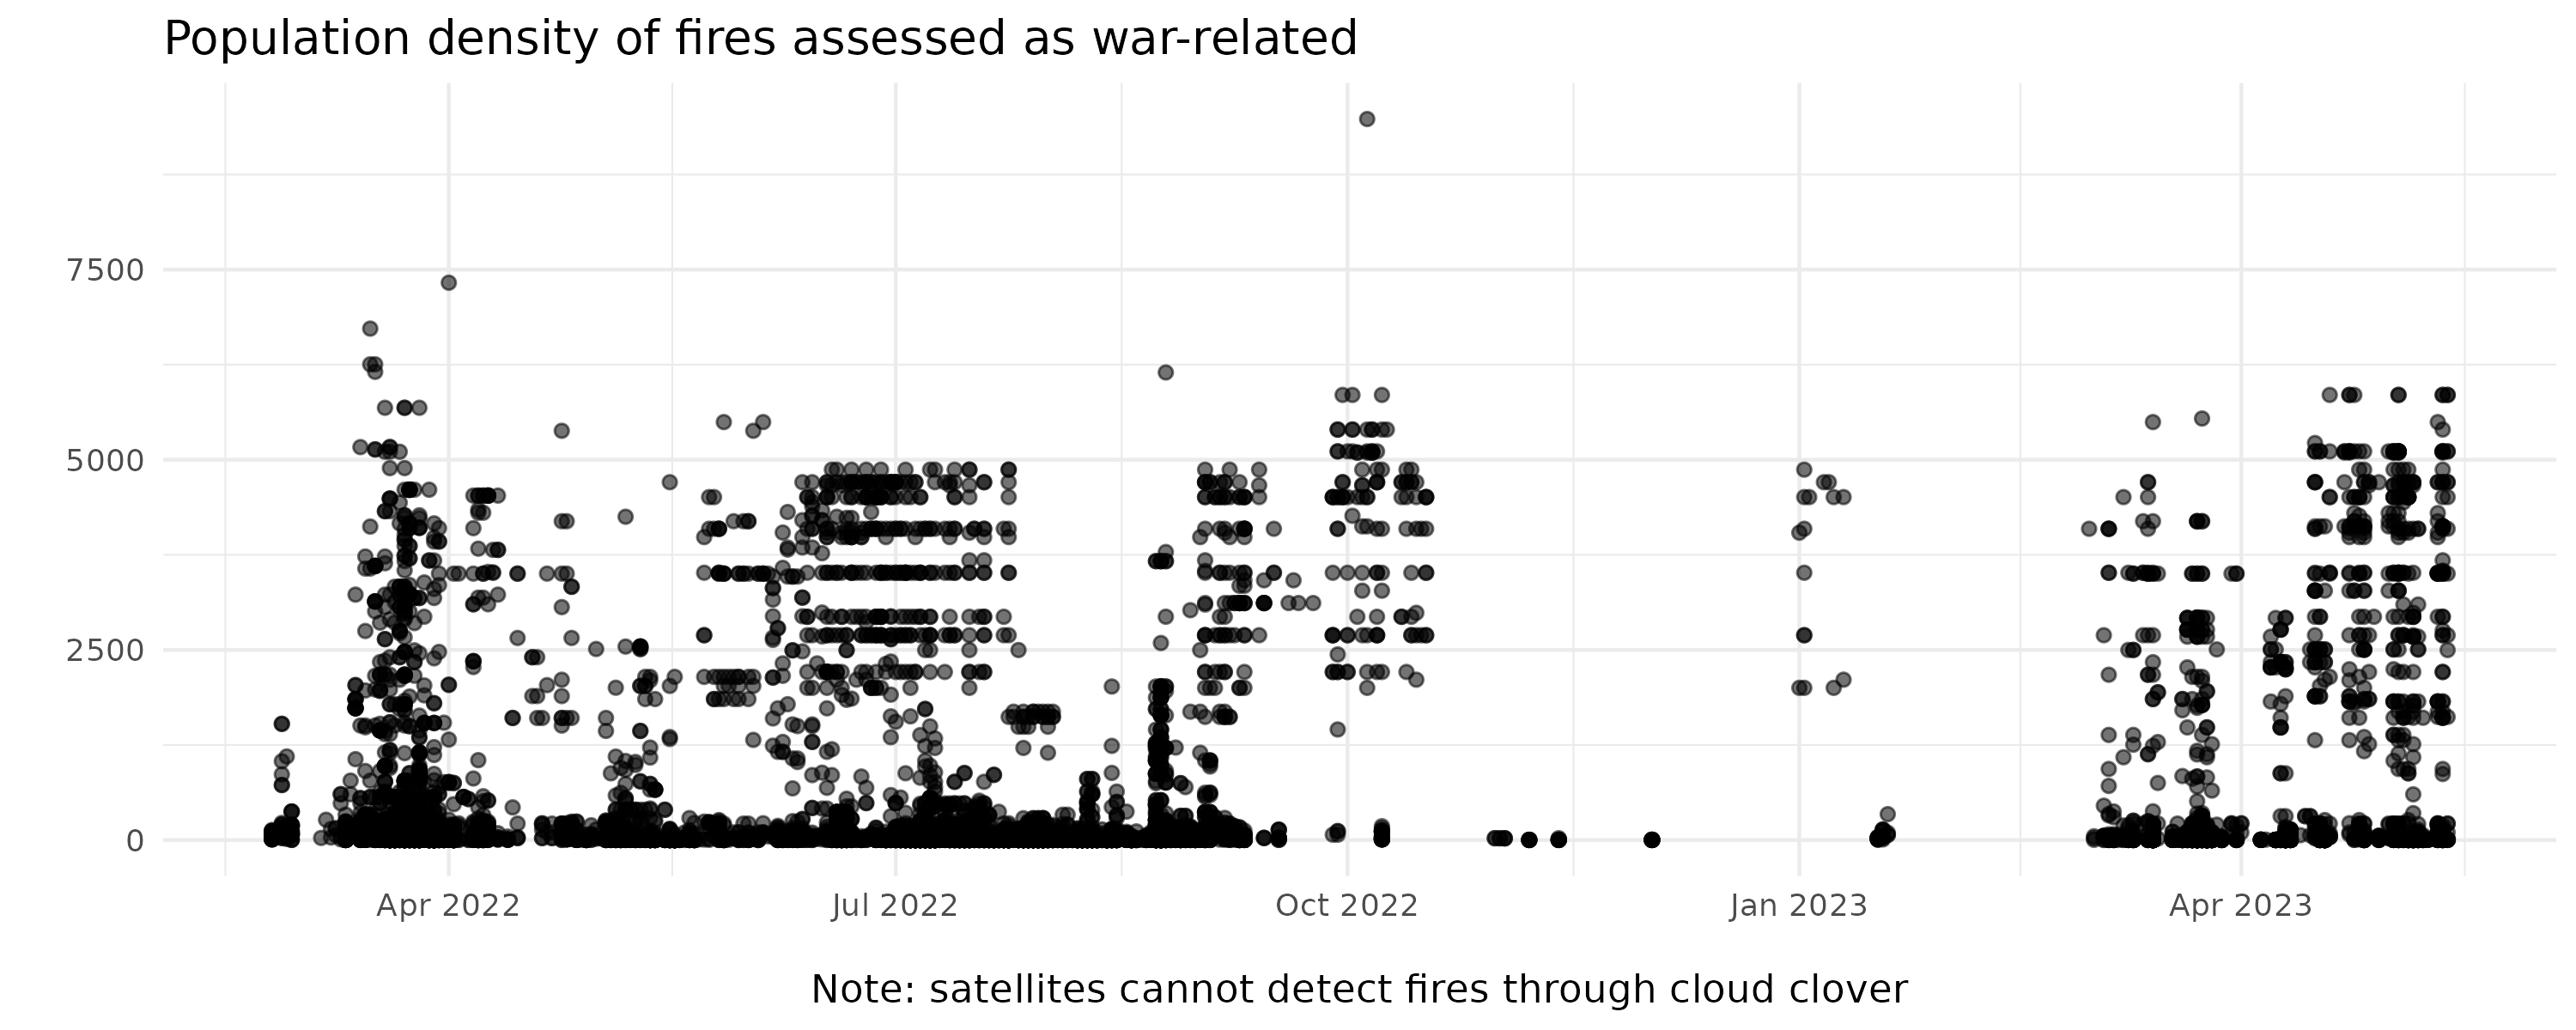 Population density of fires assessed as war-related
7500
5000
2500
0
Apr 2022
Jul 2022
Oct 2022
Jan 2023
Apr 2023
Note: satellites cannot detect fires through cloud clover